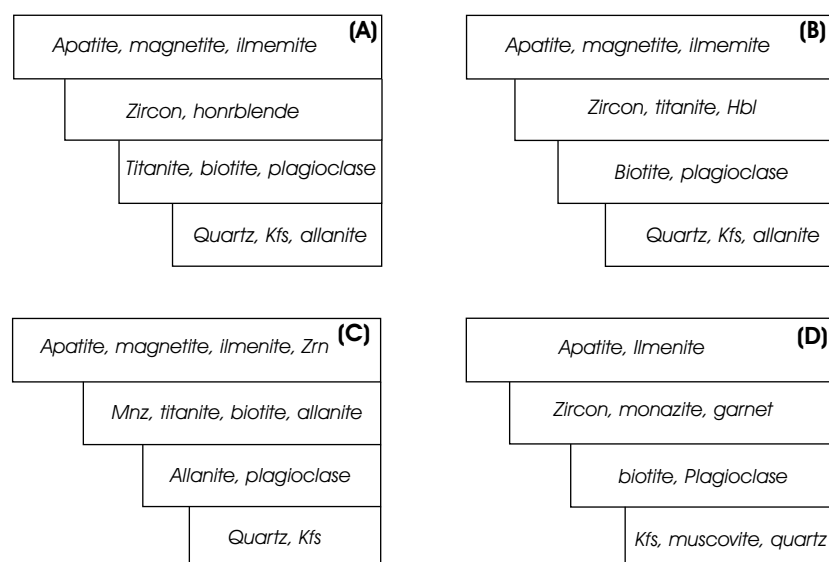 Apatite, magnetite, ilmemite (A)
Zircon, honrblende
Titanite, biotite, plagioclase
Quartz, Kfs, allanite
Apatite, magnetite, ilmemite (B)
Zircon, titanite, Hbl
Biotite, plagioclase
Quartz, Kfs, allanite
Apatite, magnetite, ilmenite, Zrn (C)
Mnz, titanite, biotite, allanite
Allanite, plagioclase
Quartz, Kfs
Apatite, Ilmenite (D)
Zircon, monazite, garnet
biotite, Plagioclase
Kfs, muscovite, quartz